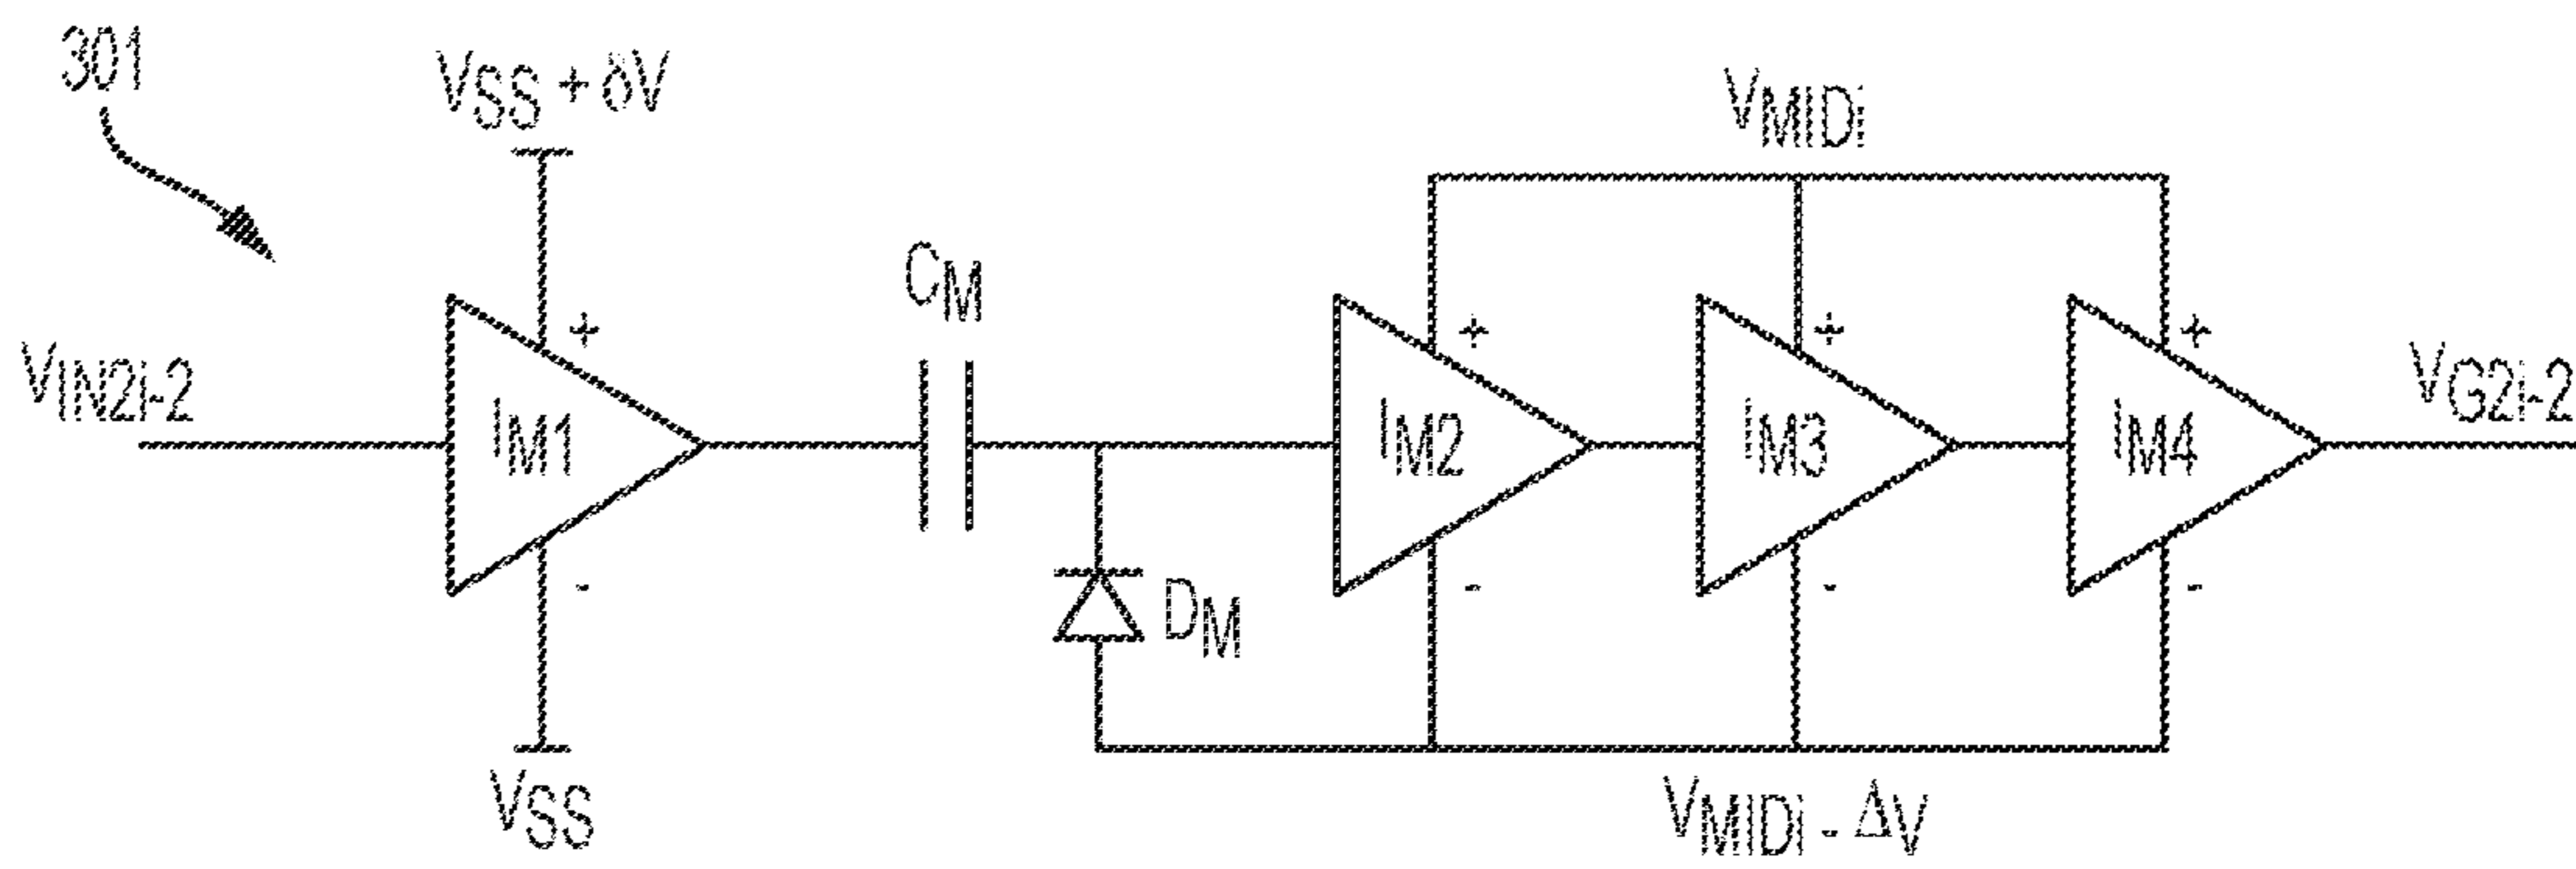 301
VSS + δV
VMIDi
CM
+
+
+
+
VIN2i-2
IM1
IM2
IM3
IM4
VG2i-2
-
-
-
-
DM
VSS
VMIDi - ΔV